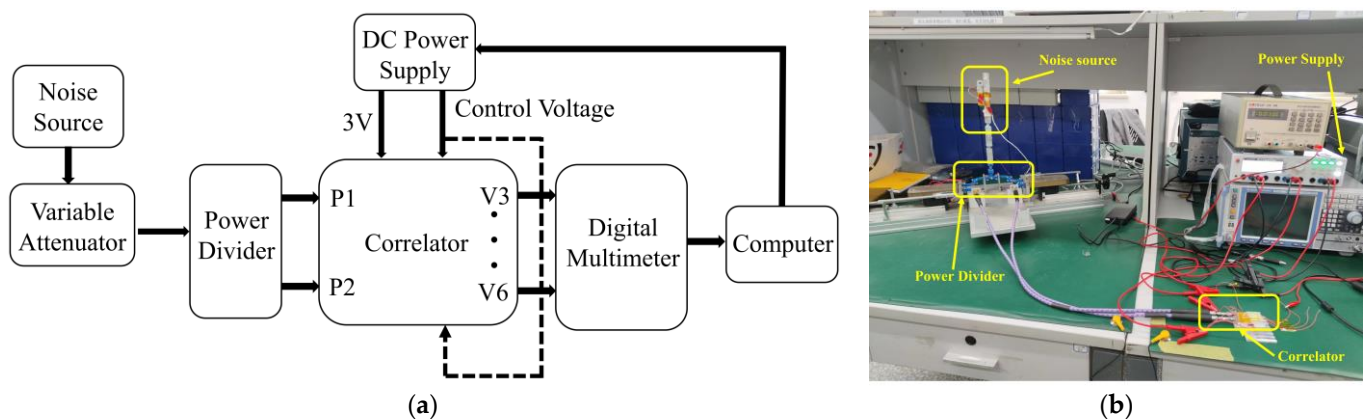 DC Power
Supply
Noise
Source
3V
Control Voltage
Variable
Attenuator
Power
Divider
P1
P2
Correlator
V3
V6
Digital
Multimeter
Computer
(a)
Noise source
Power Supply
Power Divider
Correlator
(b)